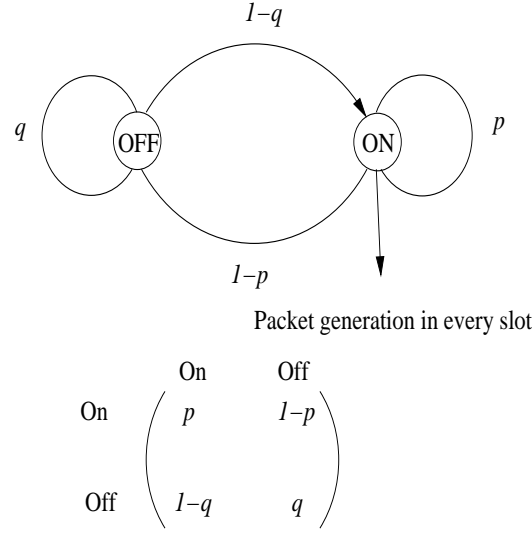 1-q
q
OFF
ON
p
1-p
Packet generation in every slot
On Off
On p 1-p
Off 1-q q